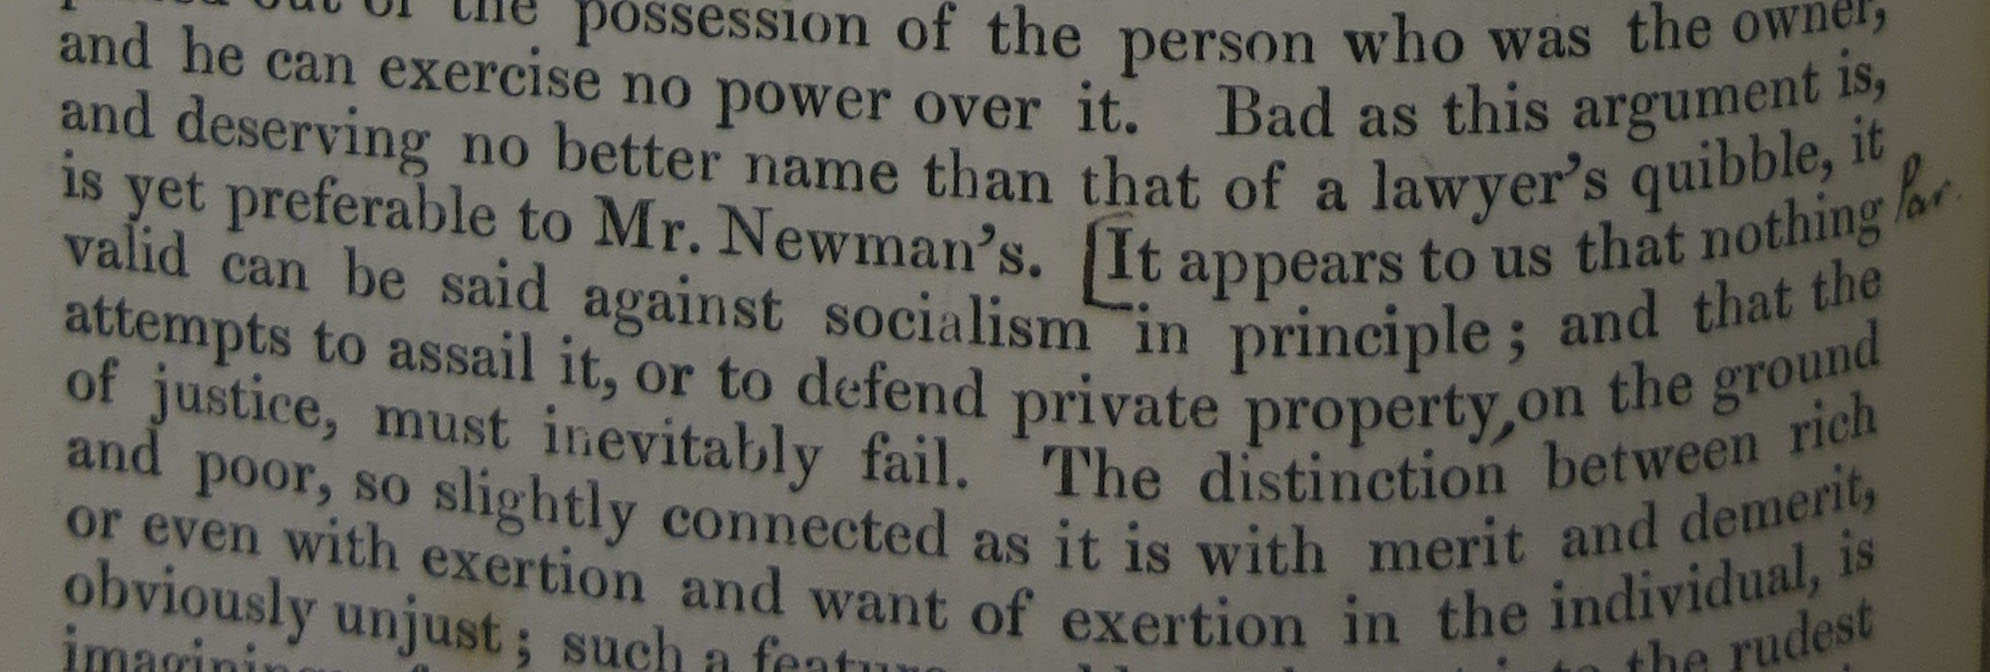 out of the possession of the person who was the owner,
and he can exercise no power over it. Bad as this argument is,
and deserving no better name than that of a lawyer's quibble, it
is yet preferable to Mr. Newman's. [It appears to us that nothing Par.
valid can be said against socialism in principle; and that the
attempts to assail it, or to defend private property, on the ground
of justice, must inevitably fail. The distinction between rich
and poor, so slightly connected as it is with merit and demerit,
or even with exertion and want of exertion in the individual, is
obviously unjust; such a
the rudest